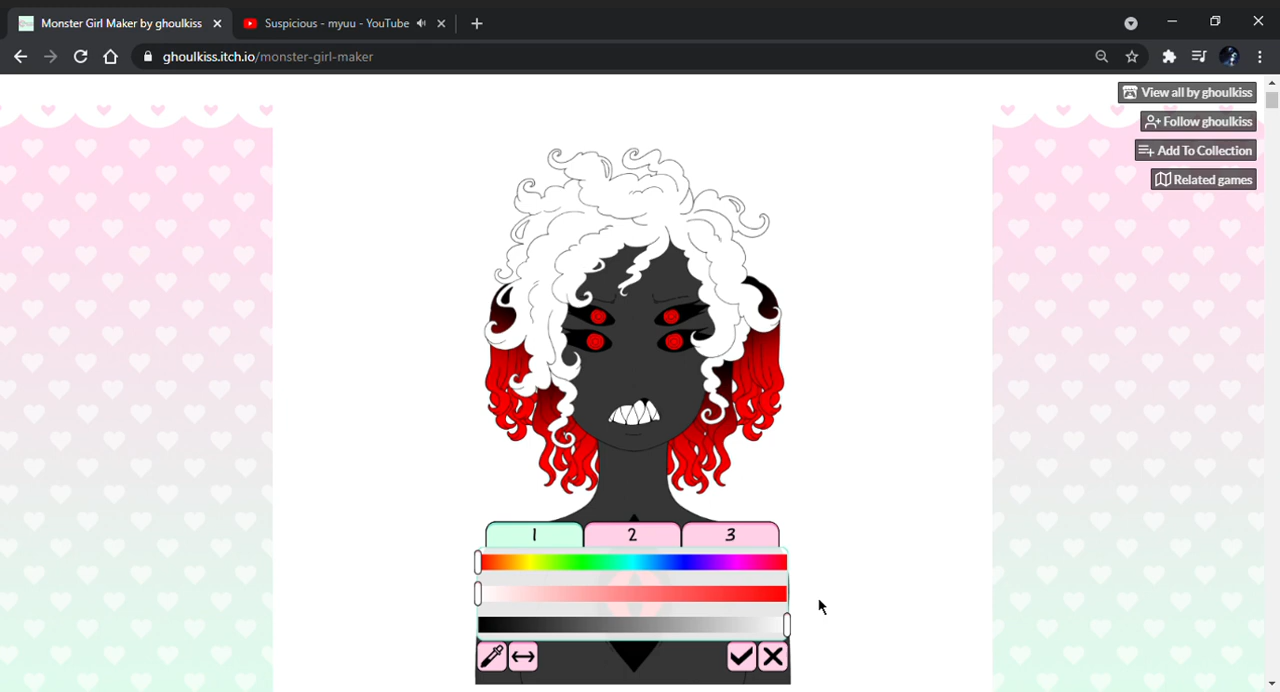 Monster Girl Maker by ghoulkiss
Suspicious - myuu - YouTube
ghoulkiss.itch.io/monster-girl-maker
View all by ghoulkiss
Follow ghoulkiss
Add To Collection
Related games
1 2 3